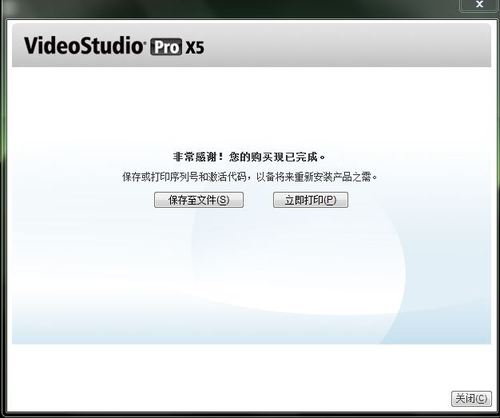 VideoStudio Pro X5
非常感谢！您的购买现已完成。
保存或打印序列号和激活代码，以备将来重新安装产品之需。
保存至文件(S) 立即打印(P)
关闭(C)